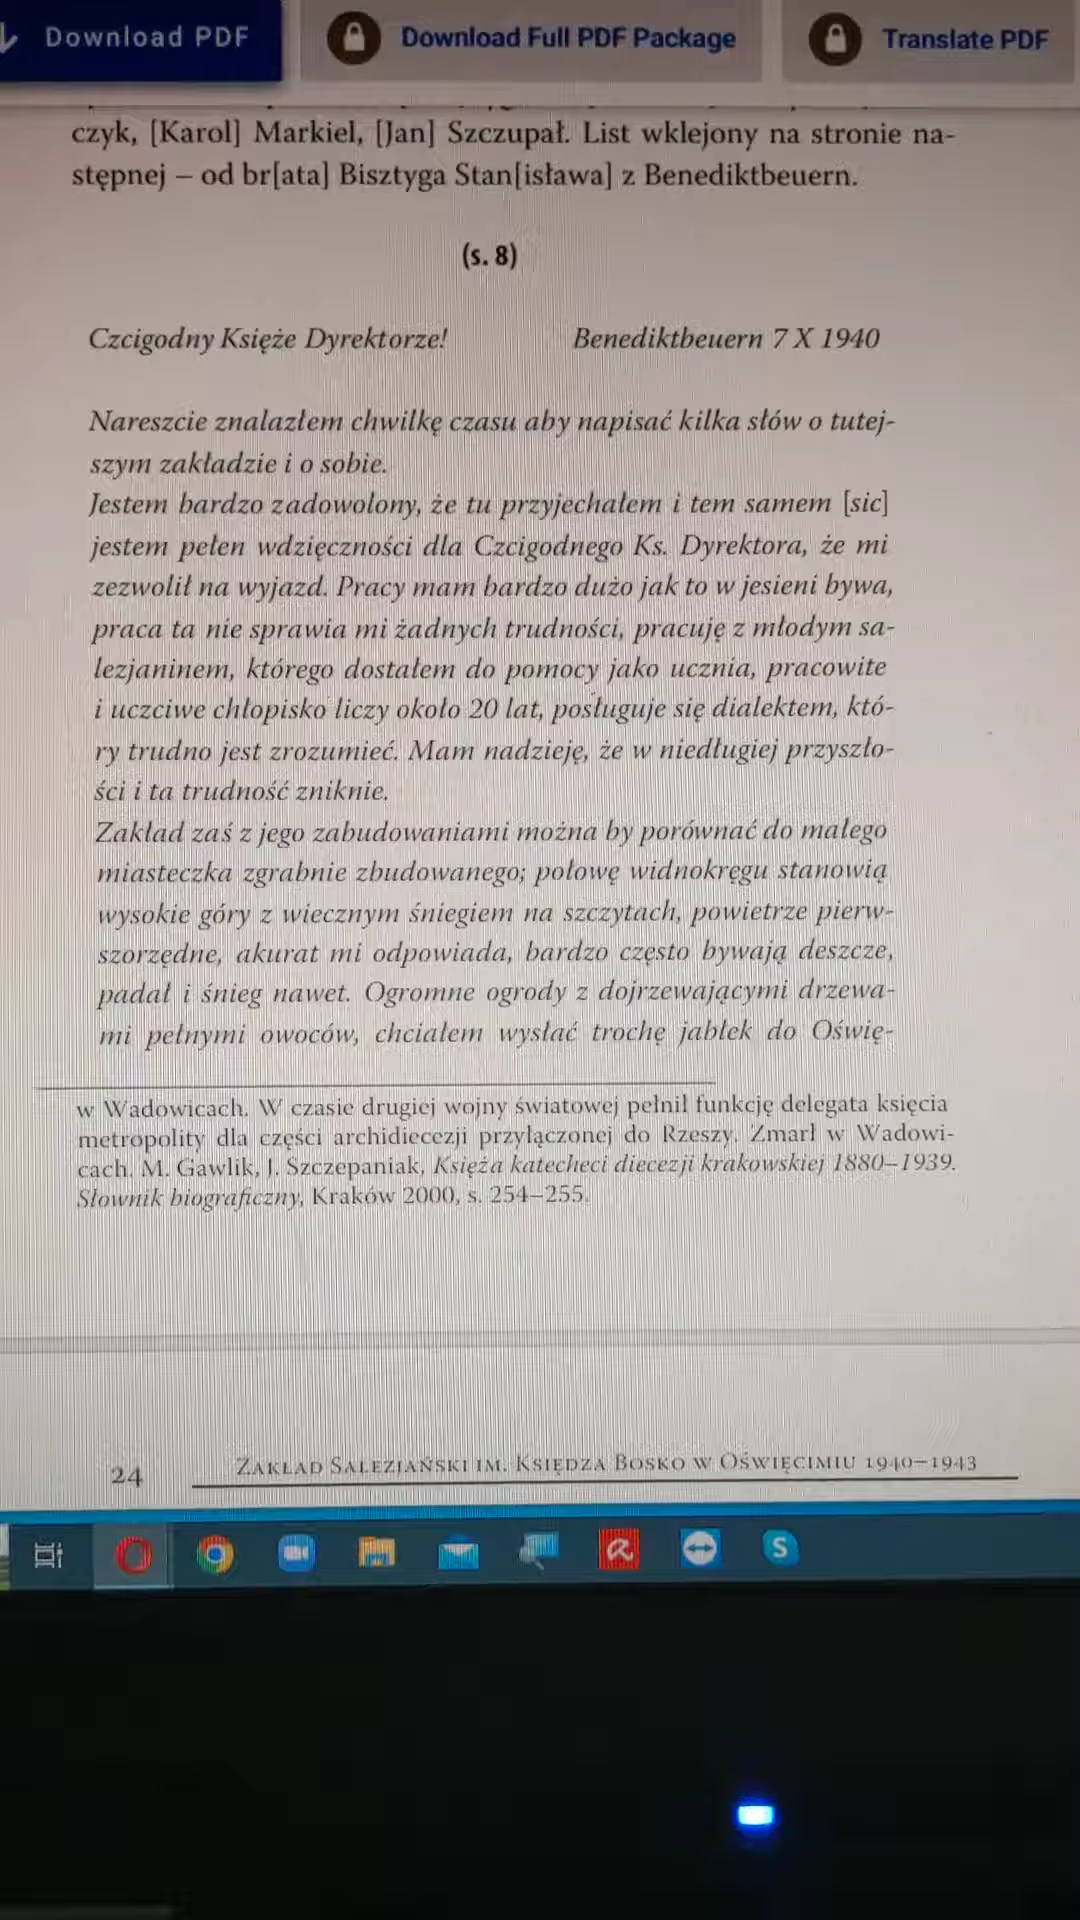 Download PDF
Download Full PDF Package
Translate PDF
czyk, [Karol] Markiel, [Jan] Szczupał. List wklejony na stronie na-
stępnej – od br[ata] Bisztyga Stan[isława] z Benediktbeuern.
(s. 8)
Czcigodny Księże Dyrektorze! Benediktbeuern 7 X 1940
Nareszcie znalazłem chwilkę czasu aby napisać kilka słów o tutej-
szym zakładzie i o sobie.
Jestem bardzo zadowolony, że tu przyjechałem i tem samem [sic]
jestem pełen wdzięczności dla Czcigodnego Ks. Dyrektora, że mi
zezwolił na wyjazd. Pracy mam bardzo dużo jak to w jesieni bywa,
praca ta nie sprawia mi żadnych trudności, pracuję z młodym sa-
lezjaninem, którego dostałem do pomocy jako ucznia, pracowite
i uczciwe chłopisko liczy około 20 lat, posługuje się dialektem, któ-
ry trudno jest zrozumieć. Mam nadzieję, że w niedługiej przyszło-
ści i ta trudność zniknie.
Zakład zaś z jego zabudowaniami można by porównać do małego
miasteczka zgrabnie zbudowanego; połowę widnokręgu stanowią
wysokie góry z wiecznym śniegiem na szczytach, powietrze pierw-
szorzędne, akurat mi odpowiada, bardzo często bywają deszcze,
padał i śnieg nawet. Ogromne ogrody z dojrzewającymi drzewa-
mi pełnymi owoców, chciałem wysłać trochę jabłek do Oświę-
w Wadowicach. W czasie drugiej wojny światowej pełnił funkcję delegata księcia
metropolity dla części archidiecezji przyłączonej do Rzeszy. Zmarł w Wadowi-
cach. M. Gawlik, J. Szczepaniak, Księża katecheci diecezji krakowskiej 1880–1939.
Słownik biograficzny, Kraków 2000, s. 254–255.
24 Zakład Salezjański im. Księdza Bosko w Oświęcimiu 1940–1943
S